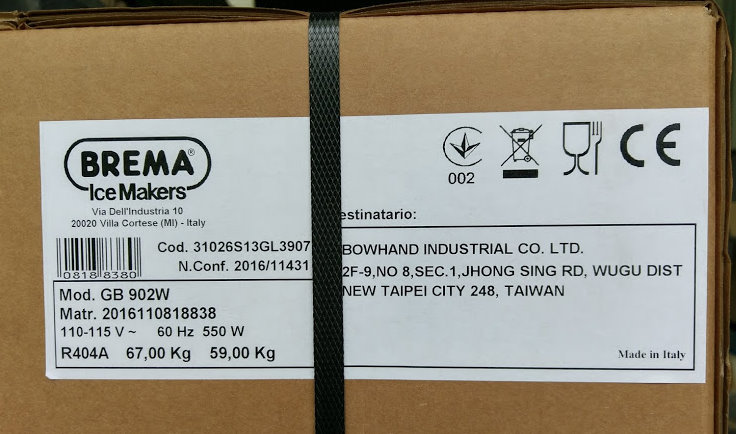 BREMA®
Ice Makers
Via Dell'Industria 10
20020 Villa Cortese (MI) - Italy
0818 8380
Cod. 31026S13GL3907
N.Conf. 2016/11431
Mod. GB 902W
Matr. 2016110818838
110-115 V ~ 60 Hz 550 W
R404A 67,00 Kg 59,00 Kg
002
CE
estinatario:
BOWHAND INDUSTRIAL CO. LTD.
2F-9,NO 8,SEC.1,JHONG SING RD, WUGU DIST
NEW TAIPEI CITY 248, TAIWAN
Made in Italy